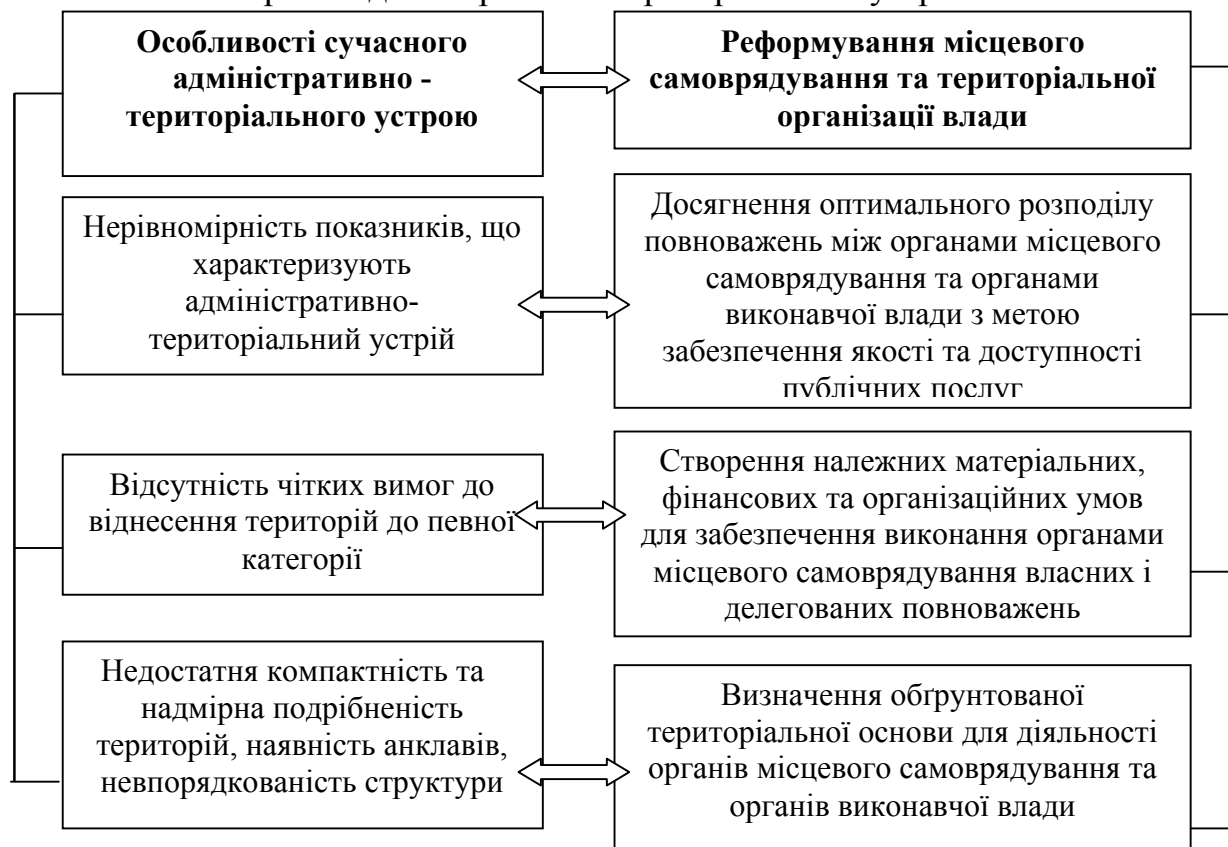 Особливості сучасного
адміністративно -
територіального устрою
Реформування місцевого
самоврядування та територіальної
організації влади
Нерівномірність показників, що
характеризують
адміністративно-
територіальний устрій
Досягнення оптимального розподілу
повноважень між органами місцевого
самоврядування та органами
виконавчої влади з метою
забезпечення якості та доступності
публічних послуг
Відсутність чітких вимог до
віднесення територій до певної
категорії
Створення належних матеріальних,
фінансових та організаційних умов
для забезпечення виконання органами
місцевого самоврядування власних і
делегованих повноважень
Недостатня компактність та
надмірна подрібненість
територій, наявність анклавів,
невпорядкованість структури
Визначення обґрунтованої
територіальної основи для діяльності
органів місцевого самоврядування та
органів виконавчої влади